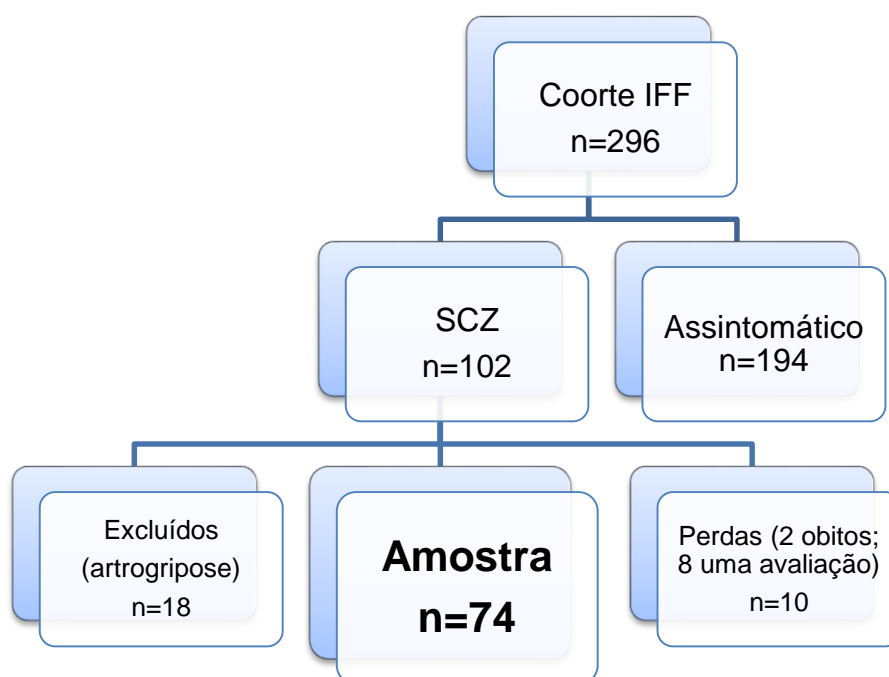 Coorte IFF
n=296
SCZ
n=102
Assintomático
n=194
Excluídos
(artrogripose)
n=18
Amostra
n=74
Perdas (2 obitos;
8 uma avaliação)
n=10